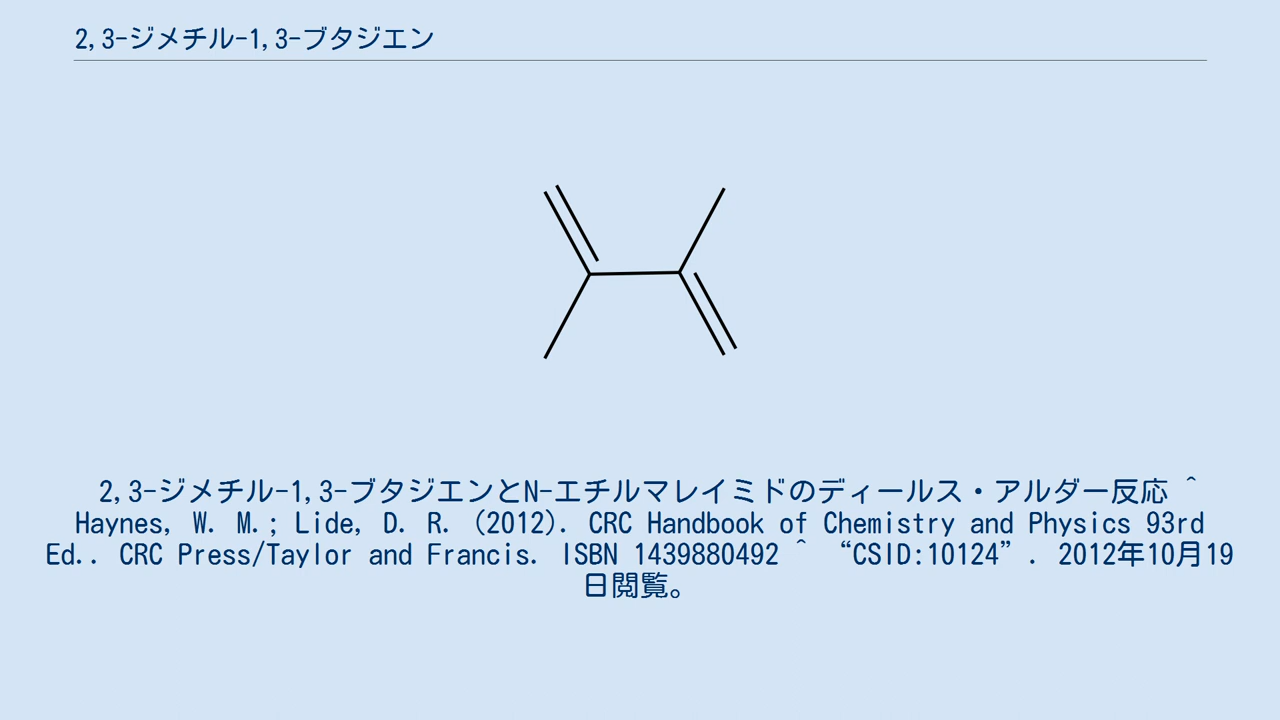 2,3-ジメチル-1,3-ブタジエン
2,3-ジメチル-1,3-ブタジエンとN-エチルマレイミドのディールス・アルダー反応 ^
Haynes, W. M.; Lide, D. R. (2012). CRC Handbook of Chemistry and Physics 93rd
Ed.. CRC Press/Taylor and Francis. ISBN 1439880492 ^ “CSID:10124”. 2012年10月19
日閲覧。